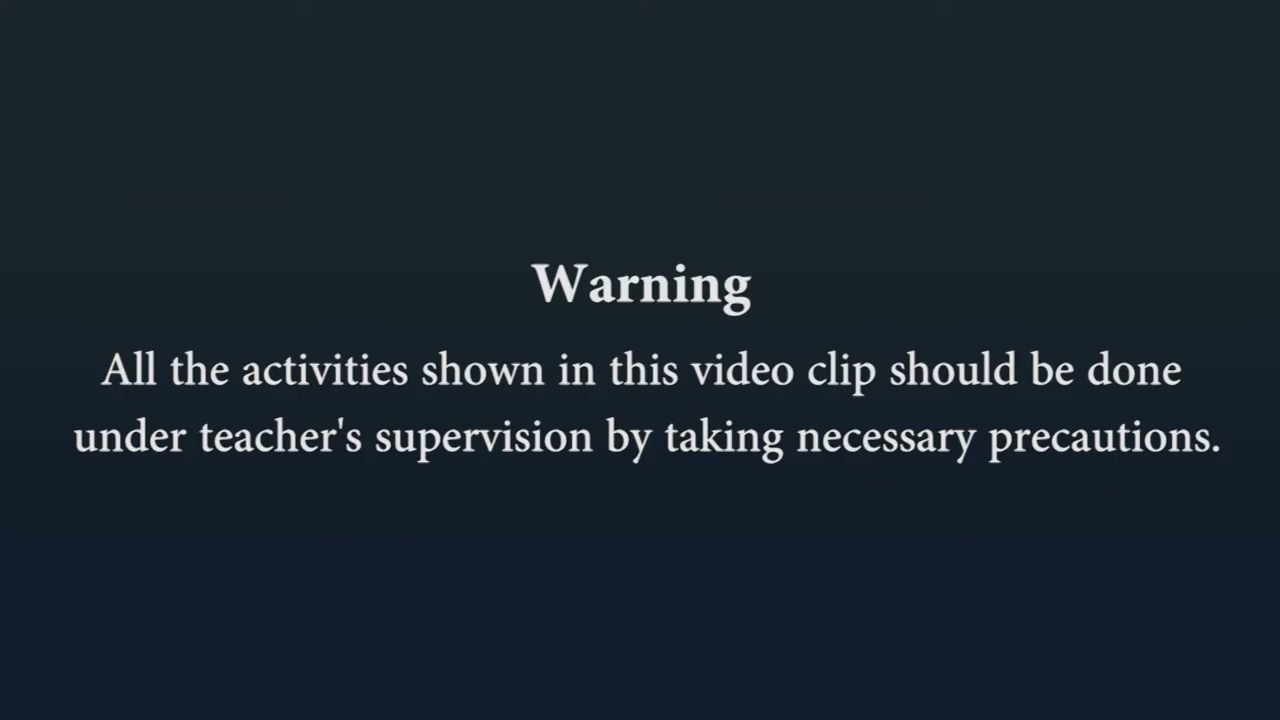 Warning
All the activities shown in this video clip should be done
under teacher's supervision by taking necessary precautions.